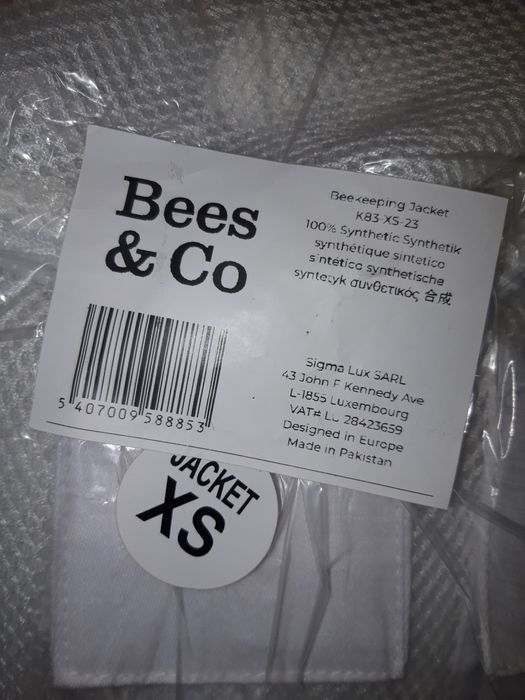 Bees
& Co
Beekeeping Jacket
K83-XS-23
100% Synthetic Synthetik
synthétique sintetico
sintético synthetische
syntetyk συνθετικός 合成
5 407009 588853
Sigma Lux SARL
43 John F Kennedy Ave
L-1855 Luxembourg
VAT# LU 28423659
Designed in Europe
Made in Pakistan
JACKET
XS